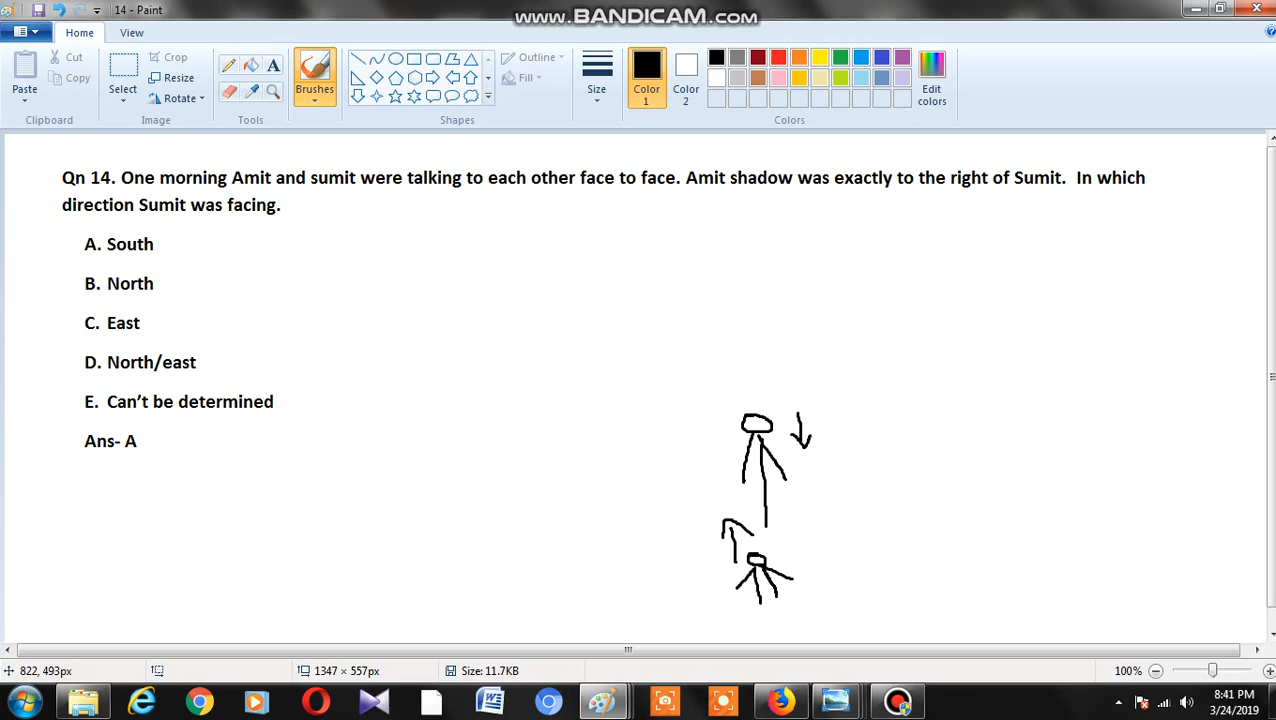 www.BANDICAM.com
14 - Paint
Home View
Paste
Cut
Copy
Clipboard
Select
Crop
Resize
Rotate
Image
A
Tools
Brushes
Outline
Fill
Shapes
Size
Color 1
Color 2
Edit colors
Colors
Qn 14. One morning Amit and sumit were talking to each other face to face. Amit shadow was exactly to the right of Sumit. In which
direction Sumit was facing.
A. South
B. North
C. East
D. North/east
E. Can't be determined
Ans- A
822, 493px 1347 × 557px Size: 11.7KB 100%
8:41 PM
3/24/2019